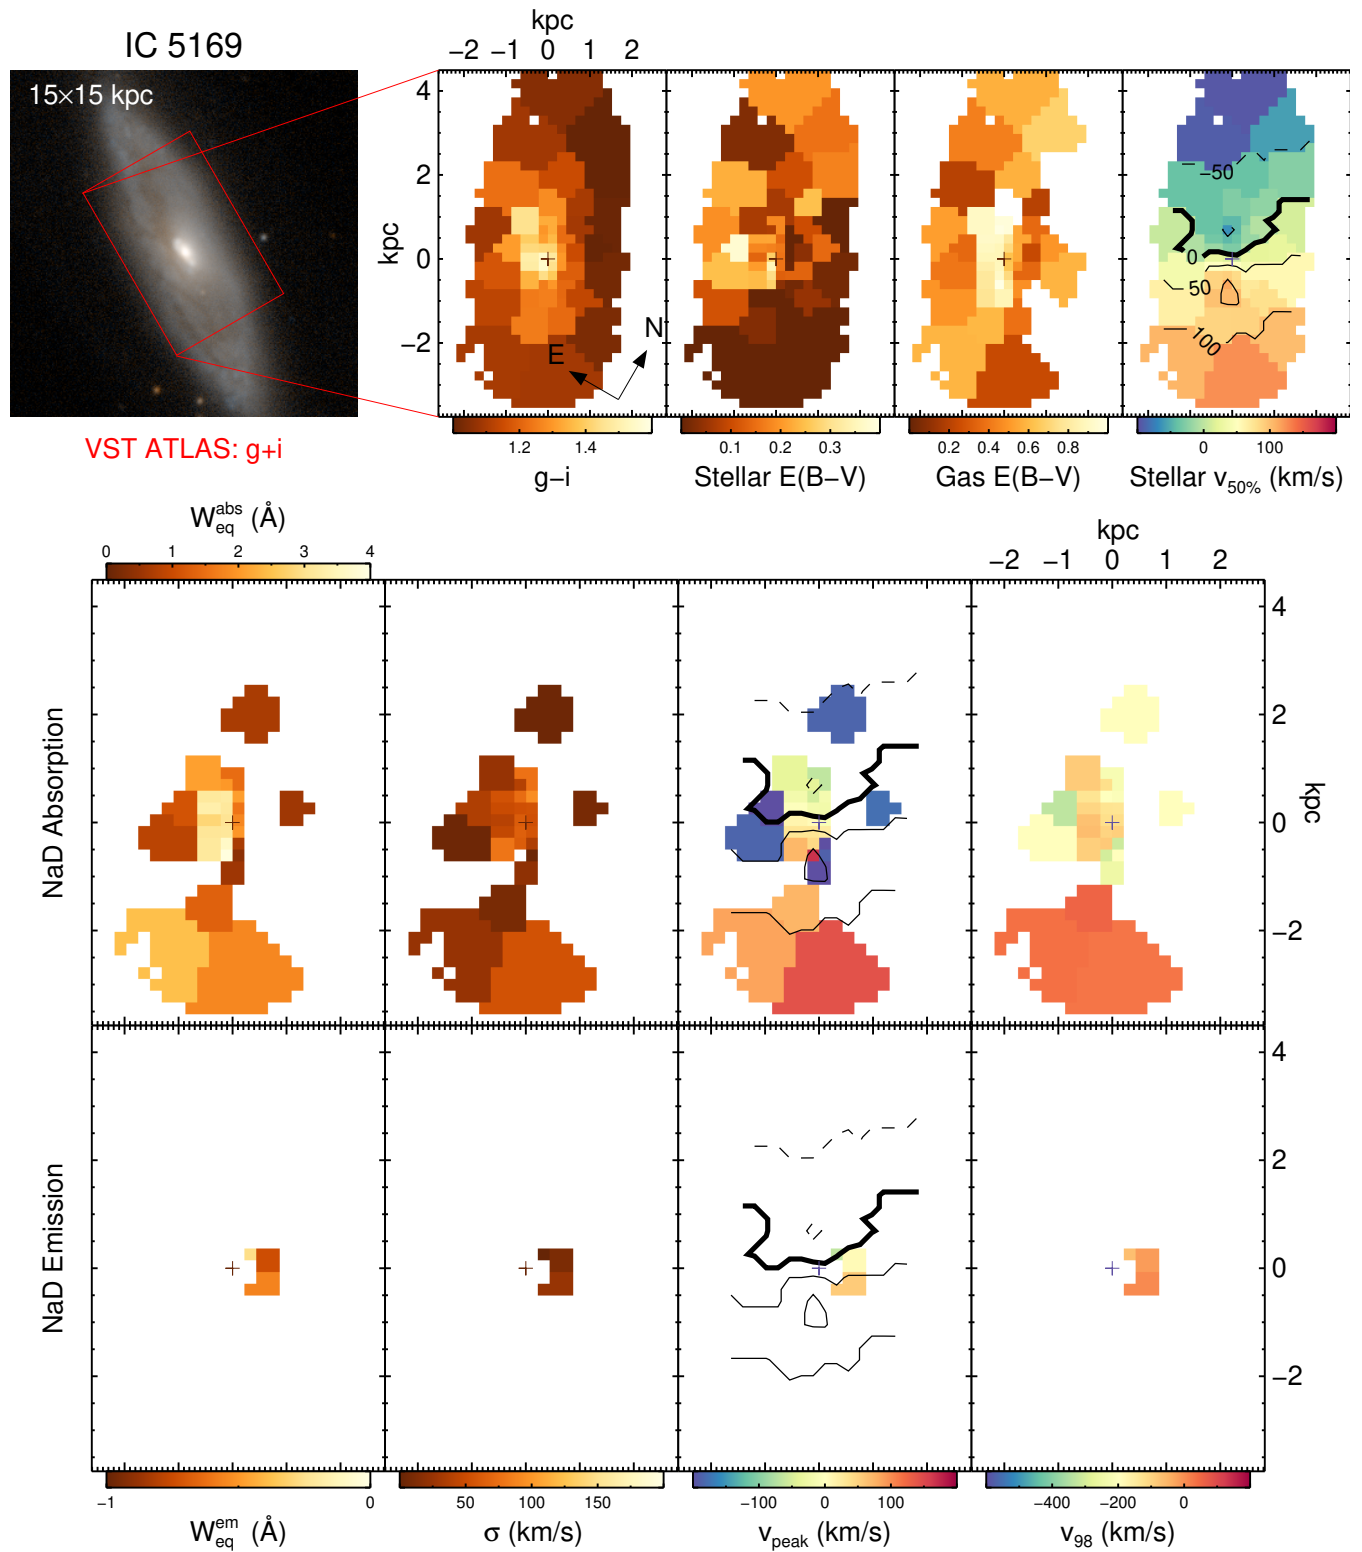 IC 5169
15×15 kpc
VST ATLAS: g+i
kpc
−2 −1 0 1 2
kpc
4
2
0
−2
N
E
−50
0
50
100
1.2 1.4
0.1 0.2 0.3
0.2 0.4 0.6 0.8
0 100
g−i
Stellar E(B−V)
Gas E(B−V)
Stellar v50% (km/s)
Weq^abs (Å)
0 1 2 3 4
kpc
−2 −1 0 1 2
NaD Absorption
4
2
0
−2
kpc
NaD Emission
4
2
0
−2
−1 0
50 100 150
−100 0 100
−400 −200 0
Weq^em (Å)
σ (km/s)
vpeak (km/s)
v98 (km/s)